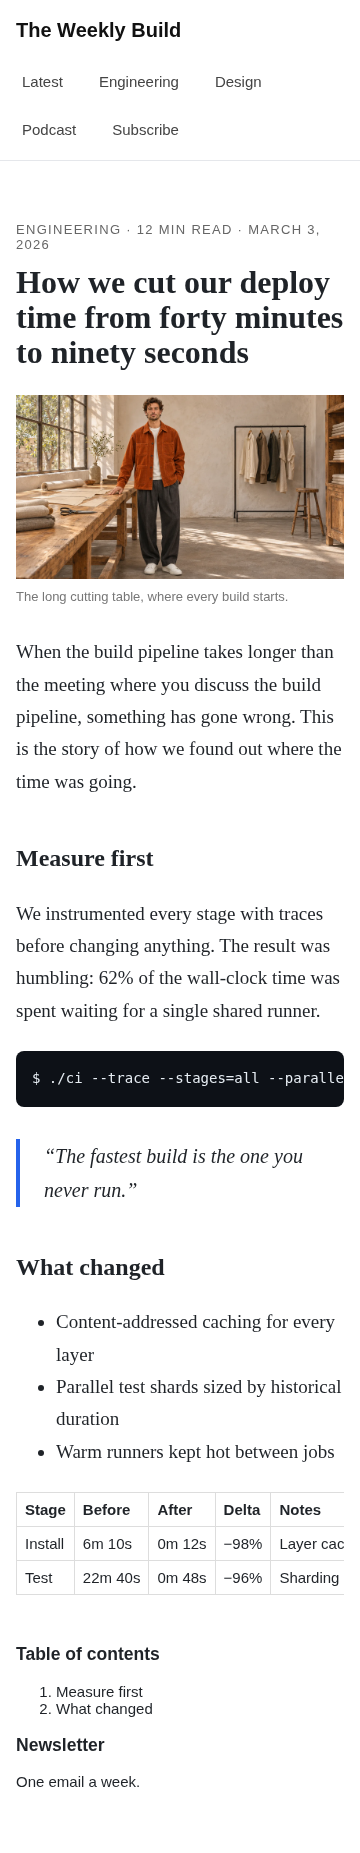 The Weekly Build
Latest Engineering Design
Podcast Subscribe
ENGINEERING · 12 MIN READ · MARCH 3,
2026
How we cut our deploy
time from forty minutes
to ninety seconds
The long cutting table, where every build starts.
When the build pipeline takes longer than
the meeting where you discuss the build
pipeline, something has gone wrong. This
is the story of how we found out where the
time was going.
Measure first
We instrumented every stage with traces
before changing anything. The result was
humbling: 62% of the wall-clock time was
spent waiting for a single shared runner.
$ ./ci --trace --stages=all --paralle
“The fastest build is the one you
never run.”
What changed
• Content-addressed caching for every
layer
• Parallel test shards sized by historical
duration
• Warm runners kept hot between jobs
Stage Before After Delta Notes
Install 6m 10s 0m 12s −98% Layer cac
Test 22m 40s 0m 48s −96% Sharding
Table of contents
1. Measure first
2. What changed
Newsletter
One email a week.